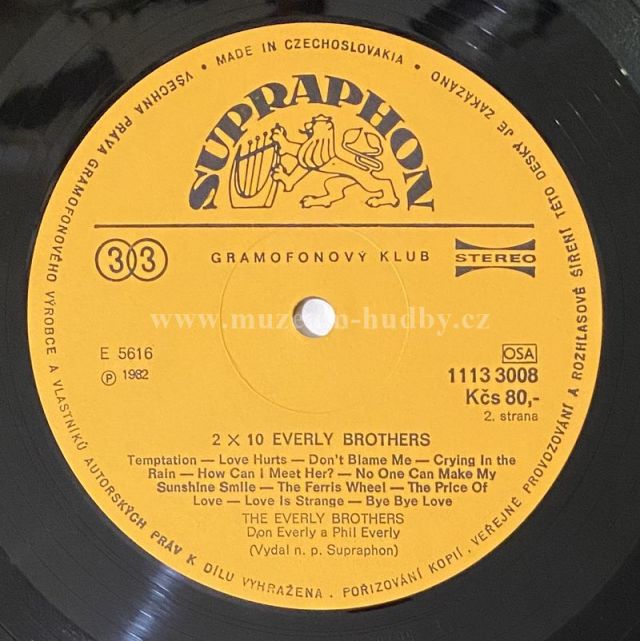 VŠECHNA PRÁVA GRAMOFONOVÉHO VÝROBCE A VLASTNÍKŮ AUTORSKÝCH PRÁV K DÍLU VYHRAŽENA. POŘIZOVÁNÍ KOPIÍ, VEŘEJNÉ PROVOZOVÁNÍ A ROZHLASOVÉ ŠÍŘENÍ TÉTO DESKY JE ZAKÁZÁNO • MADE IN CZECHOSLOVAKIA •
SUPRAPHON
33 GRAMOFONOVÝ KLUB STEREO
www.muzeum-hudby.cz
E 5616 OSA
Ⓟ 1982 1113 3008
Kčs 80,-
2. strana
2 × 10 EVERLY BROTHERS
Temptation — Love Hurts — Don't Blame Me — Crying In the
Rain — How Can I Meet Her? — No One Can Make My
Sunshine Smile — The Ferris Wheel — The Price Of
Love — Love Is Strange — Bye Bye Love
THE EVERLY BROTHERS
Don Everly a Phil Everly
(Vydal n. p. Supraphon)